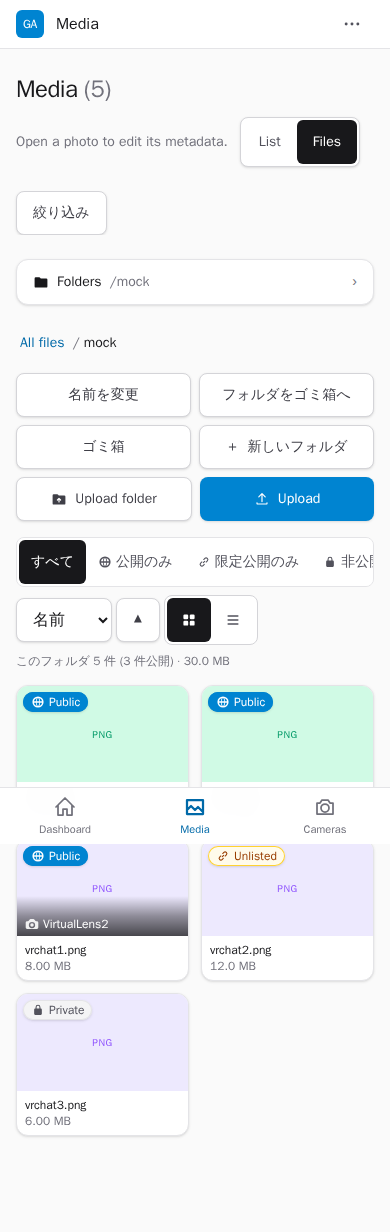 GA Media ...
Media (5)
Open a photo to edit its metadata. List Files
絞り込み
Folders /mock ›
All files / mock
名前を変更 フォルダをゴミ箱へ
ゴミ箱 ＋ 新しいフォルダ
Upload folder Upload
すべて 公開のみ 限定公開のみ 非公開
名前 ▲
このフォルダ 5 件 (3 件公開) · 30.0 MB
Public Public
PNG PNG
Dashboard Media Cameras
Public Unlisted
PNG PNG
VirtualLens2
vrchat1.png vrchat2.png
8.00 MB 12.0 MB
Private
PNG
vrchat3.png
6.00 MB